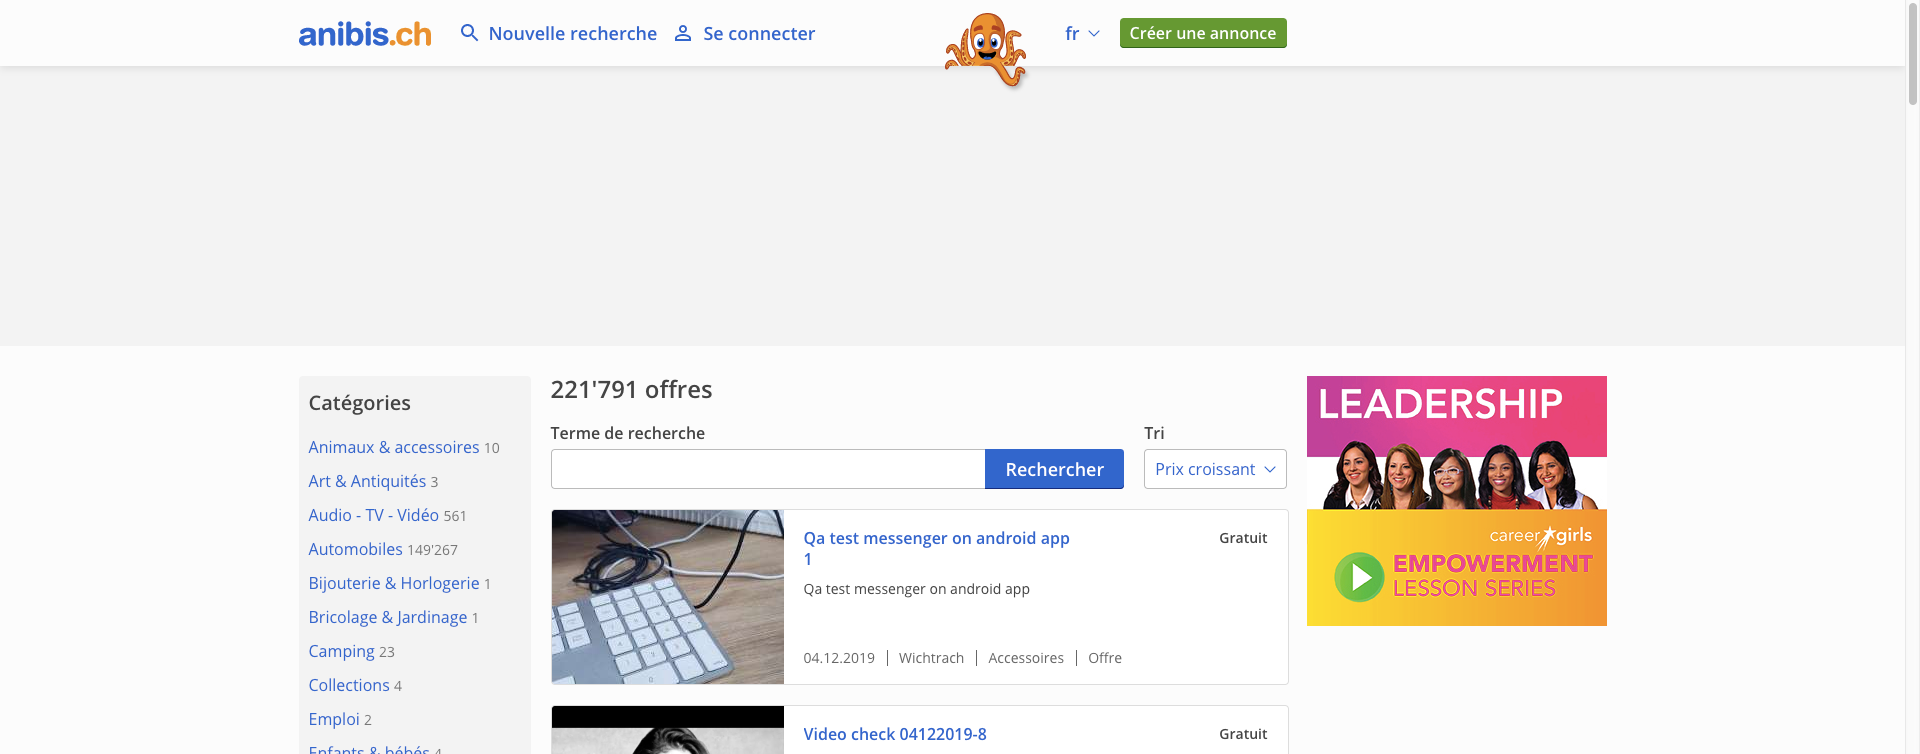 anibis.ch
Nouvelle recherche
Se connecter
fr
Créer une annonce
Catégories
Animaux & accessoires 10
Art & Antiquités 3
Audio - TV - Vidéo 561
Automobiles 149'267
Bijouterie & Horlogerie 1
Bricolage & Jardinage 1
Camping 23
Collections 4
Emploi 2
Enfants & bébés 4
221'791 offres
Terme de recherche
Rechercher
Tri
Prix croissant
Qa test messenger on android app
1
Gratuit
Qa test messenger on android app
04.12.2019 | Wichtrach | Accessoires | Offre
Video check 04122019-8
Gratuit
LEADERSHIP
career girls
EMPOWERMENT
LESSON SERIES